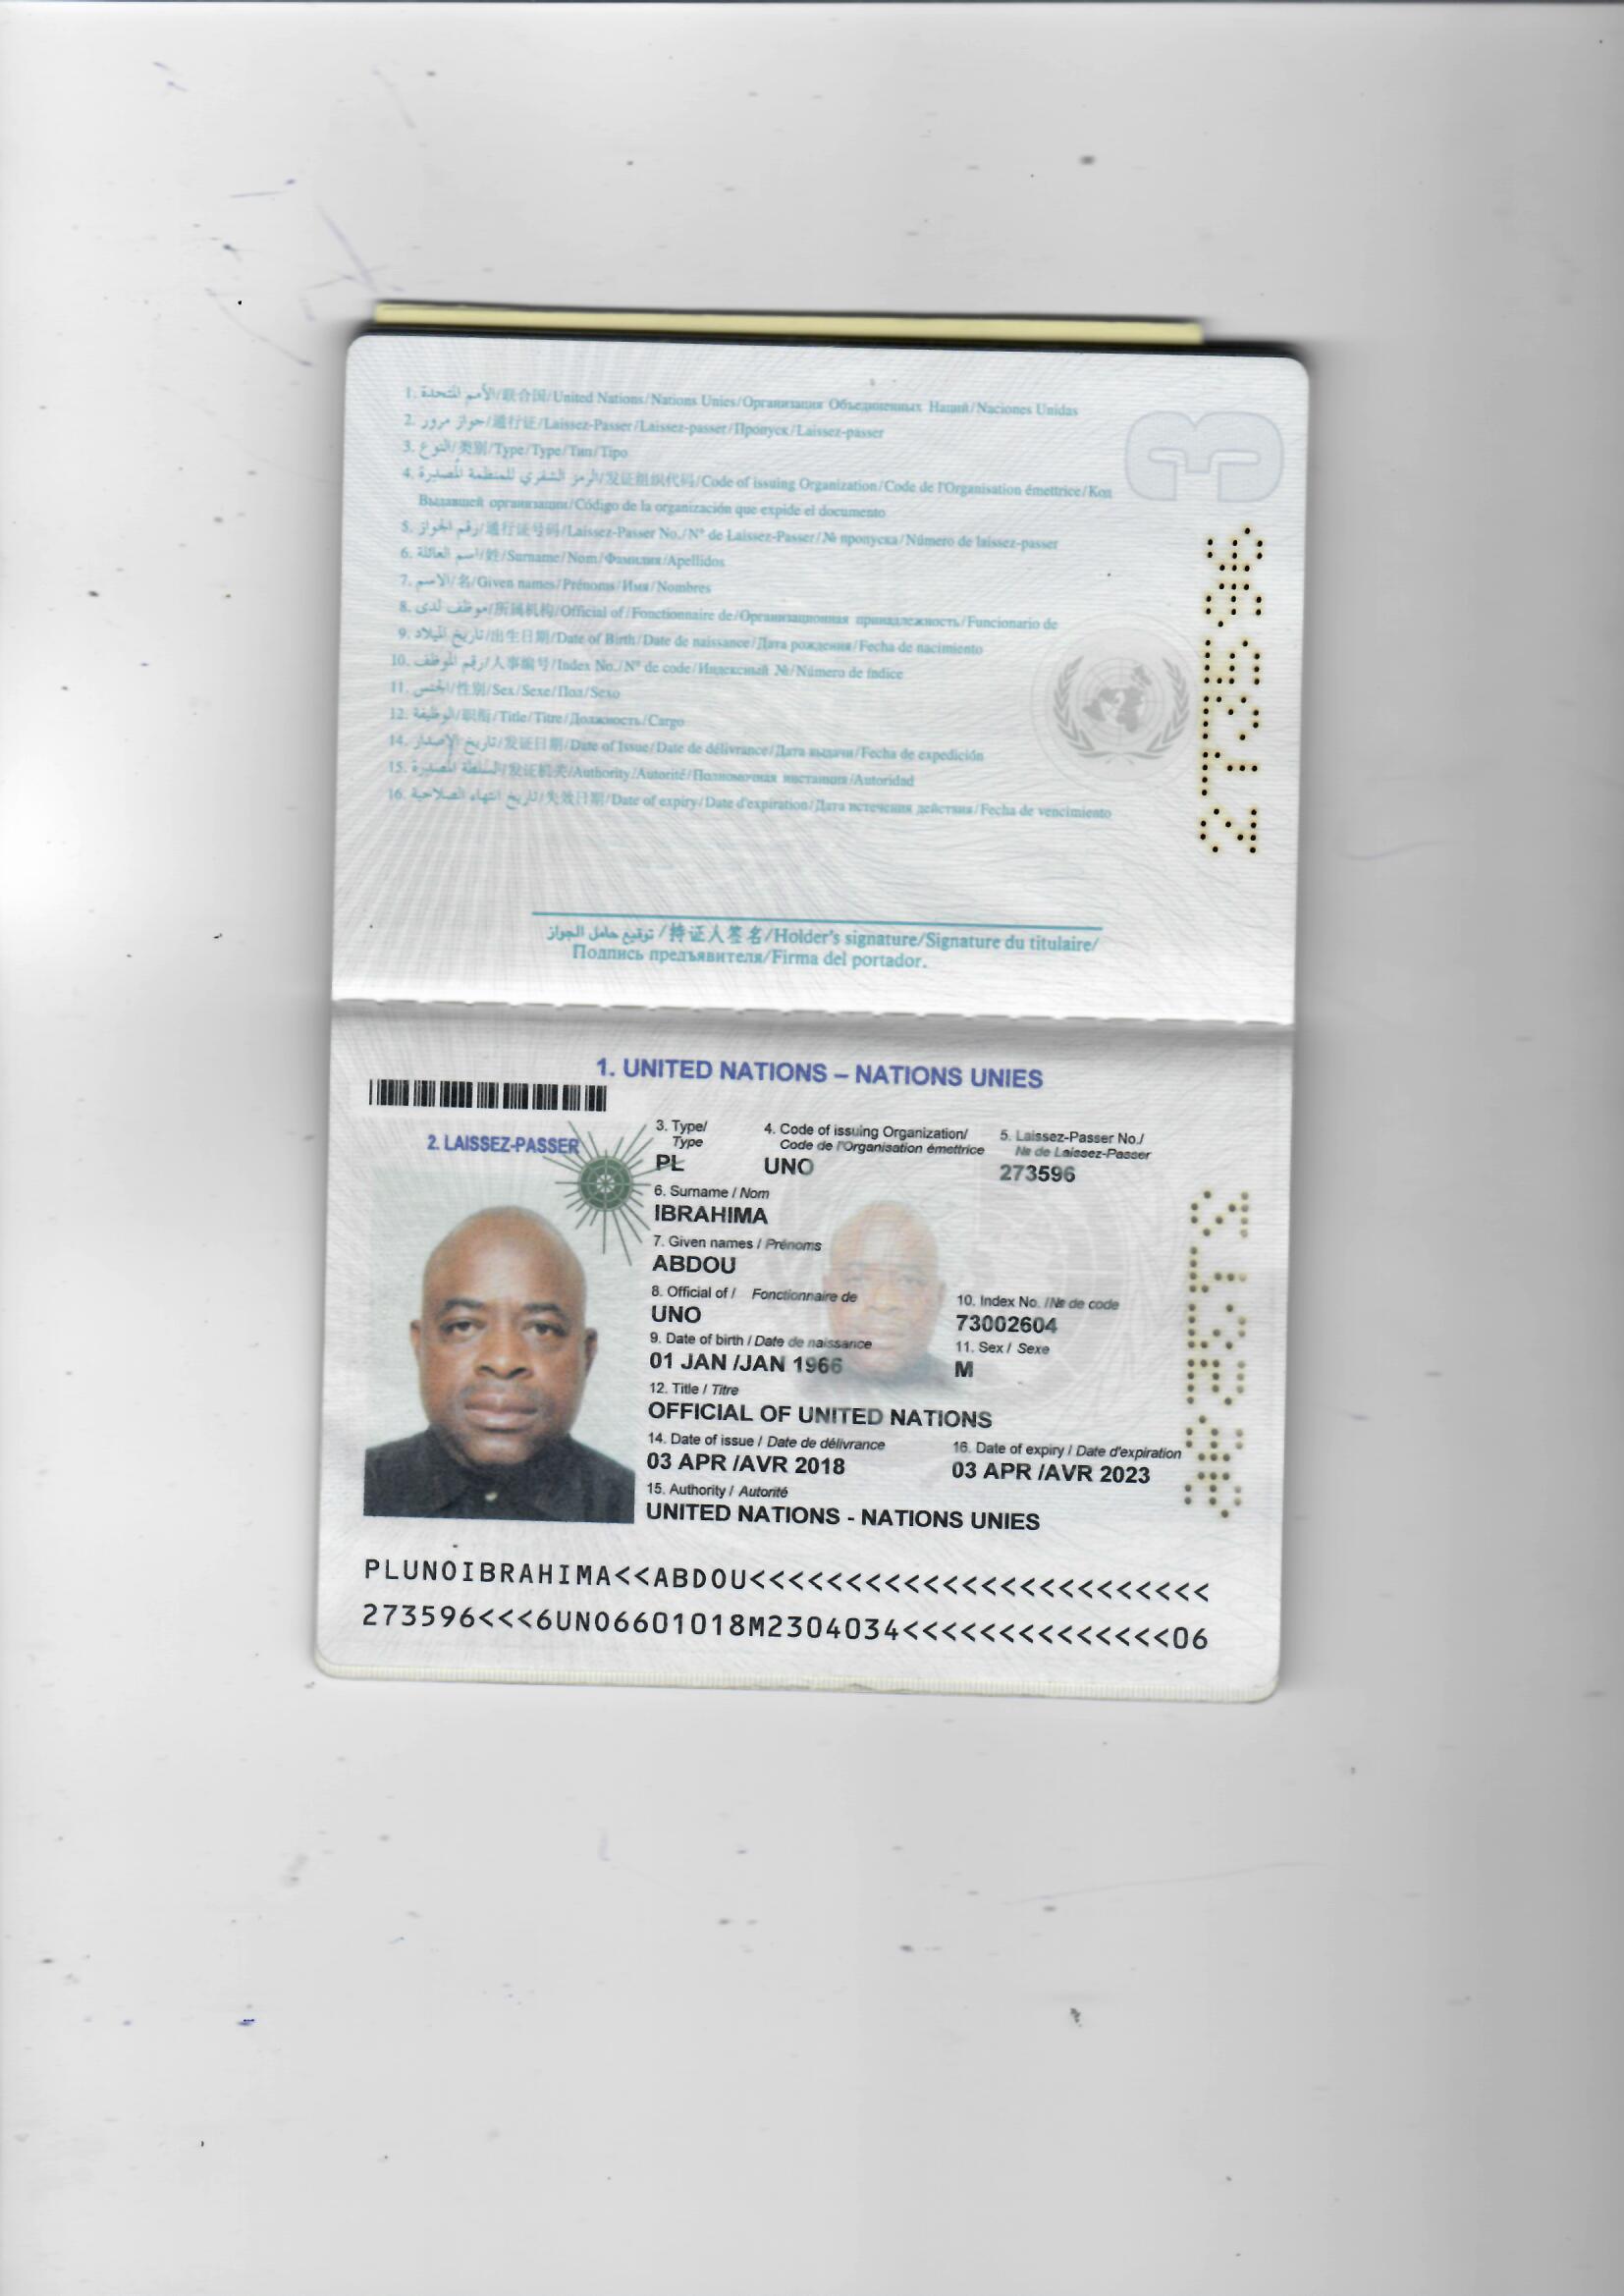 1. الأمم المتحدة/联合国/United Nations/Nations Unies/Организация Объединенных Наций/Naciones Unidas
2. جواز مرور/通行证/Laissez-Passer/Laissez-passer/Пропуск/Laissez-passer
3. النوع/类别/Type/Type/Тип/Tipo
4. الرمز الشفري للمنظمة المُصدِرة/发证组织代码/Code of issuing Organization/Code de l'Organisation émettrice/Код
Выдавшей организации/Código de la organización que expide el documento
5. رقم الجواز/通行证号码/Laissez-Passer No./N° de Laissez-Passer/№ пропуска/Número de laissez-passer
6. اسم العائلة/姓/Surname/Nom/Фамилия/Apellidos
7. الاسم/名/Given names/Prénoms/Имя/Nombres
8. موظف لدى/所属机构/Official of/Fonctionnaire de/Организационная принадлежность/Funcionario de
9. تاريخ الميلاد/出生日期/Date of Birth/Date de naissance/Дата рождения/Fecha de nacimiento
10. رقم الموظف/人事编号/Index No./N° de code/Индексный №/Número de índice
11. الجنس/性别/Sex/Sexe/Пол/Sexo
12. الوظيفة/职衔/Title/Titre/Должность/Cargo
14. تاريخ الإصدار/发证日期/Date of Issue/Date de délivrance/Дата выдачи/Fecha de expedición
15. السلطة المصدرة/发证机关/Authority/Autorité/Полномочная инстанция/Autoridad
16. تاريخ انتهاء الصلاحية/失效日期/Date of expiry/Date d'expiration/Дата истечения действия/Fecha de vencimiento
3
273596
توقيع حامل الجواز/持证人签名/Holder's signature/Signature du titulaire/
Подпись предъявителя/Firma del portador.
1. UNITED NATIONS – NATIONS UNIES
2. LAISSEZ-PASSER
3. Type/ 4. Code of issuing Organization/ 5. Laissez-Passer No./
Type Code de l'Organisation émettrice № de Laissez-Passer
PL UNO 273596
6. Surname / Nom
IBRAHIMA
7. Given names / Prénoms
ABDOU
8. Official of / Fonctionnaire de 10. Index No. /№ de code
UNO 73002604
9. Date of birth / Date de naissance 11. Sex / Sexe
01 JAN /JAN 1966 M
12. Title / Titre
OFFICIAL OF UNITED NATIONS
14. Date of issue / Date de délivrance 16. Date of expiry / Date d'expiration
03 APR /AVR 2018 03 APR /AVR 2023
15. Authority / Autorité
UNITED NATIONS - NATIONS UNIES
273596
PLUNOIBRAHIMA<<ABDOU<<<<<<<<<<<<<<<<<<<<<<<<
273596<<<6UNO6601018M2304034<<<<<<<<<<<<<<06